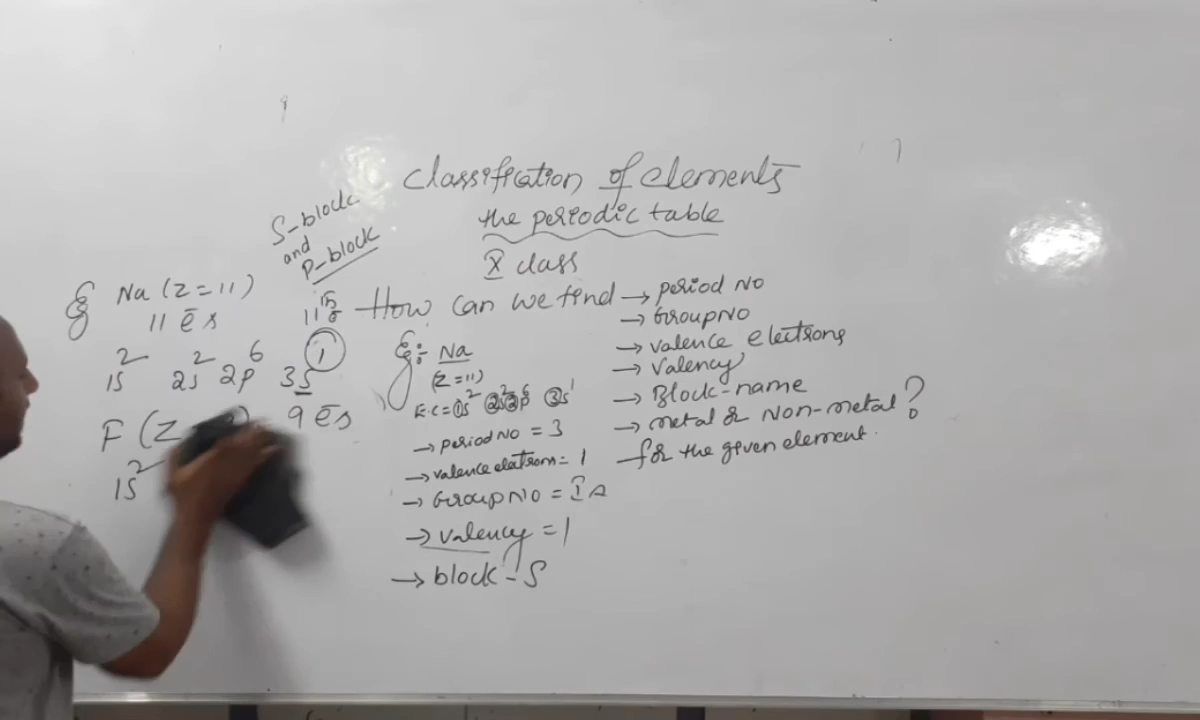 Classification of elements
the periodic table
X class
S-block
and
P-block
Eg Na (Z=11)
11 ēs
1s² 2s² 2p⁶ 3s¹
F (Z 9 ēs
1s²
How can we find → period No
→ Group No
→ valence electrons
→ Valency
→ Block-name
→ metal & Non-metal?
for the given element.
Eg:- Na
(Z=11)
E.C = 1s² 2s² 2p⁶ 3s¹
→ period No = 3
→ valence elatrom = 1
→ Group No = I A
→ valency = 1
→ block - S